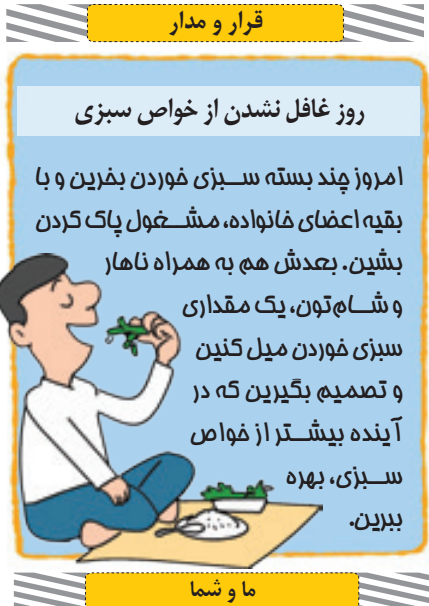 قرار و مدار
روز غافل نشدن از خواص سبزی
امروز چند بسته سبزی خوردن بخرین و با
بقیه اعضای خانواده، مشغول پاک کردن
بشین. بعدش هم به همراه ناهار
و شام‌تون، یک مقداری
سبزی خوردن میل کنین
و تصمیم بگیرین که در
آینده بیشتر از خواص
سبزی، بهره
ببرین.
ما و شما